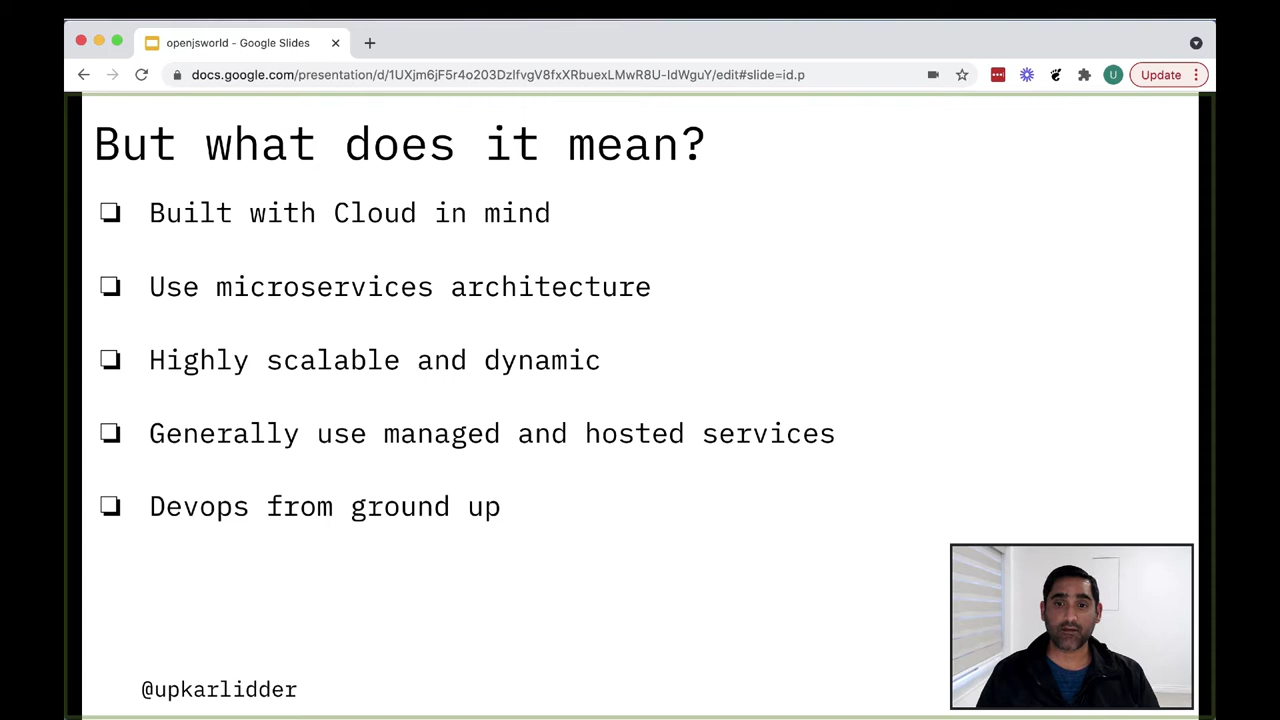 openjsworld - Google Slides
docs.google.com/presentation/d/1UXjm6jF5r4o203DzlfvgV8fxXRbuexLMwR8U-ldWguY/edit#slide=id.p
U
Update
But what does it mean?
Built with Cloud in mind
Use microservices architecture
Highly scalable and dynamic
Generally use managed and hosted services
Devops from ground up
@upkarlidder